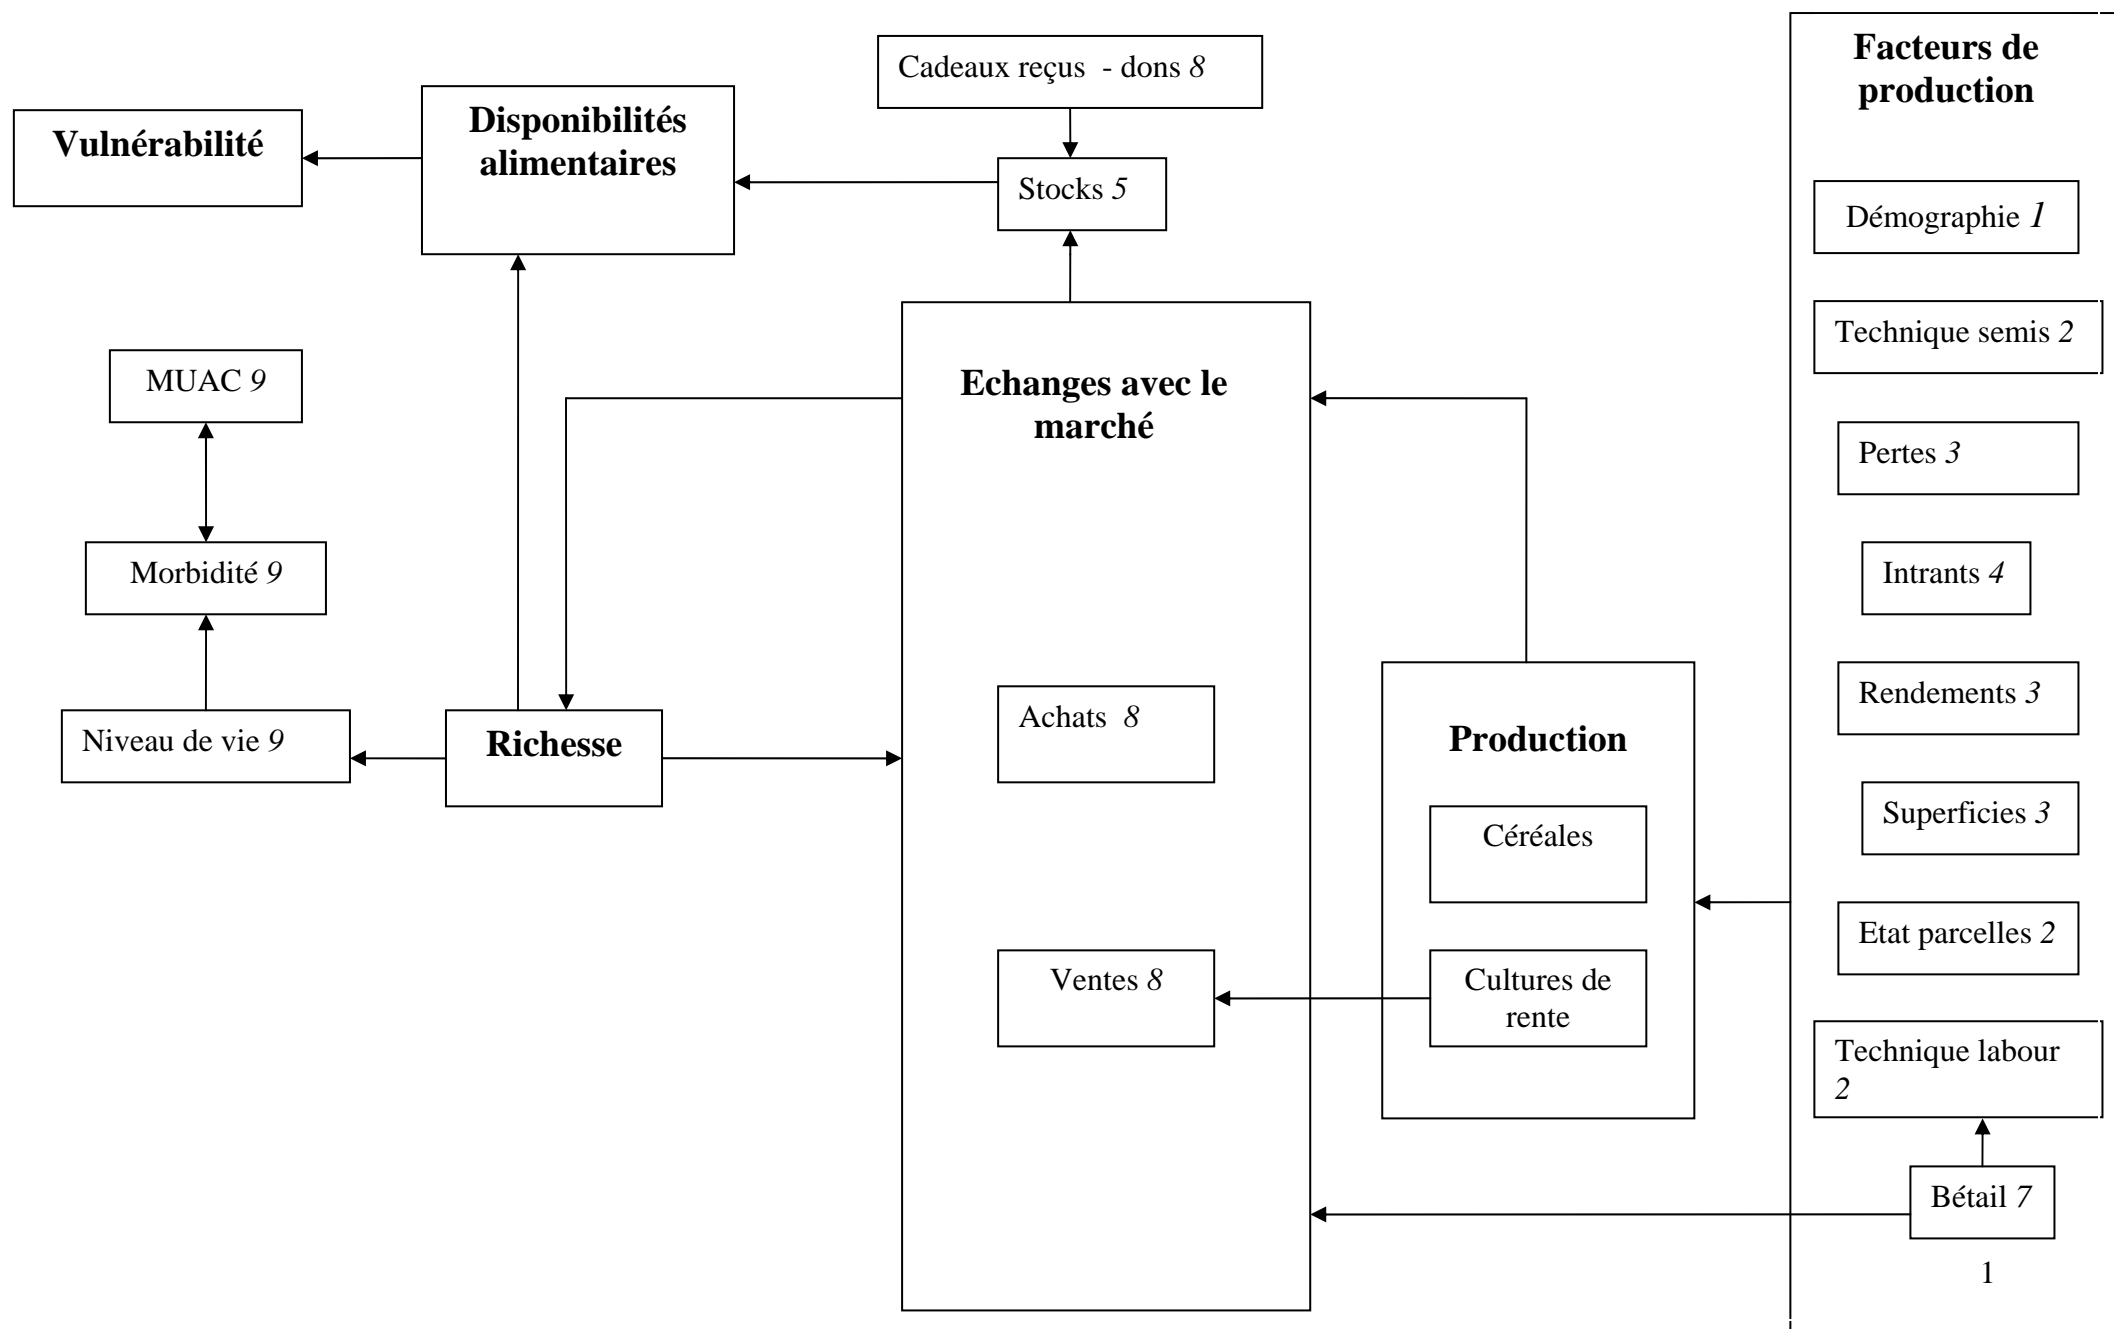 Facteurs de
production
Cadeaux reçus  - dons 8
Vulnérabilité
Disponibilités
alimentaires
Stocks 5
Démographie 1
Technique semis 2
MUAC 9
Echanges avec le
marché
Pertes 3
Morbidité 9
Intrants 4
Niveau de vie 9
Richesse
Achats  8
Production
Rendements 3
Céréales
Superficies 3
Ventes 8
Cultures de
rente
Etat parcelles 2
Technique labour
2
Bétail 7
1